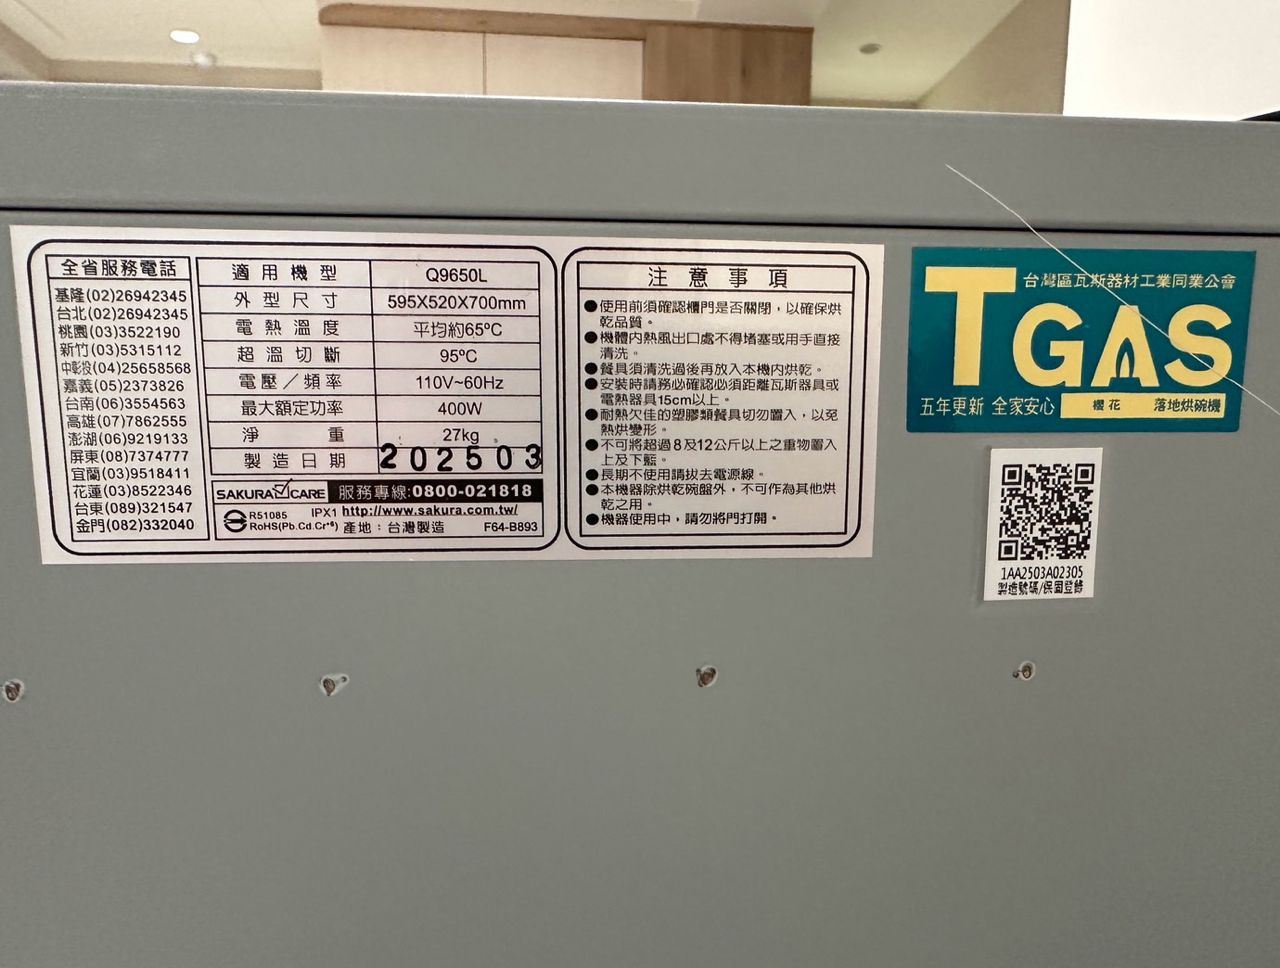 全省服務電話
基隆(02)26942345
台北(02)26942345
桃園(03)3522190
新竹(03)5315112
中彰投(04)25658568
嘉義(05)2373826
台南(06)3554563
高雄(07)7862555
澎湖(06)9219133
屏東(08)7374777
宜蘭(03)9518411
花蓮(03)8522346
台東(089)321547
金門(082)332040
適用機型 Q9650L
外型尺寸 595X520X700mm
電熱溫度 平均約65ºC
超溫切斷 95ºC
電壓／頻率 110V~60Hz
最大額定功率 400W
淨重 27kg
製造日期 202503
SAKURA CARE 服務專線:0800-021818
R51085 IPX1 http://www.sakura.com.tw/
RoHS(Pb.Cd.Cr⁺⁶) 產地：台灣製造 F64-B893
注意事項
●使用前須確認櫃門是否關閉，以確保烘
乾品質。
●機體內熱風出口處不得堵塞或用手直接
清洗。
●餐具須清洗過後再放入本機內烘乾。
●安裝時請務必確認必須距離瓦斯器具或
電熱器具15cm以上。
●耐熱欠佳的塑膠類餐具切勿置入，以免
熱烘變形。
●不可將超過8及12公斤以上之重物置入
上及下籃。
●長期不使用請拔去電源線。
●本機器除烘乾碗盤外，不可作為其他烘
乾之用。
●機器使用中，請勿將門打開。
台灣區瓦斯器材工業同業公會
TGAS
五年更新 全家安心 櫻花 落地烘碗機
1AA2503A02305
製造號碼/保固登錄